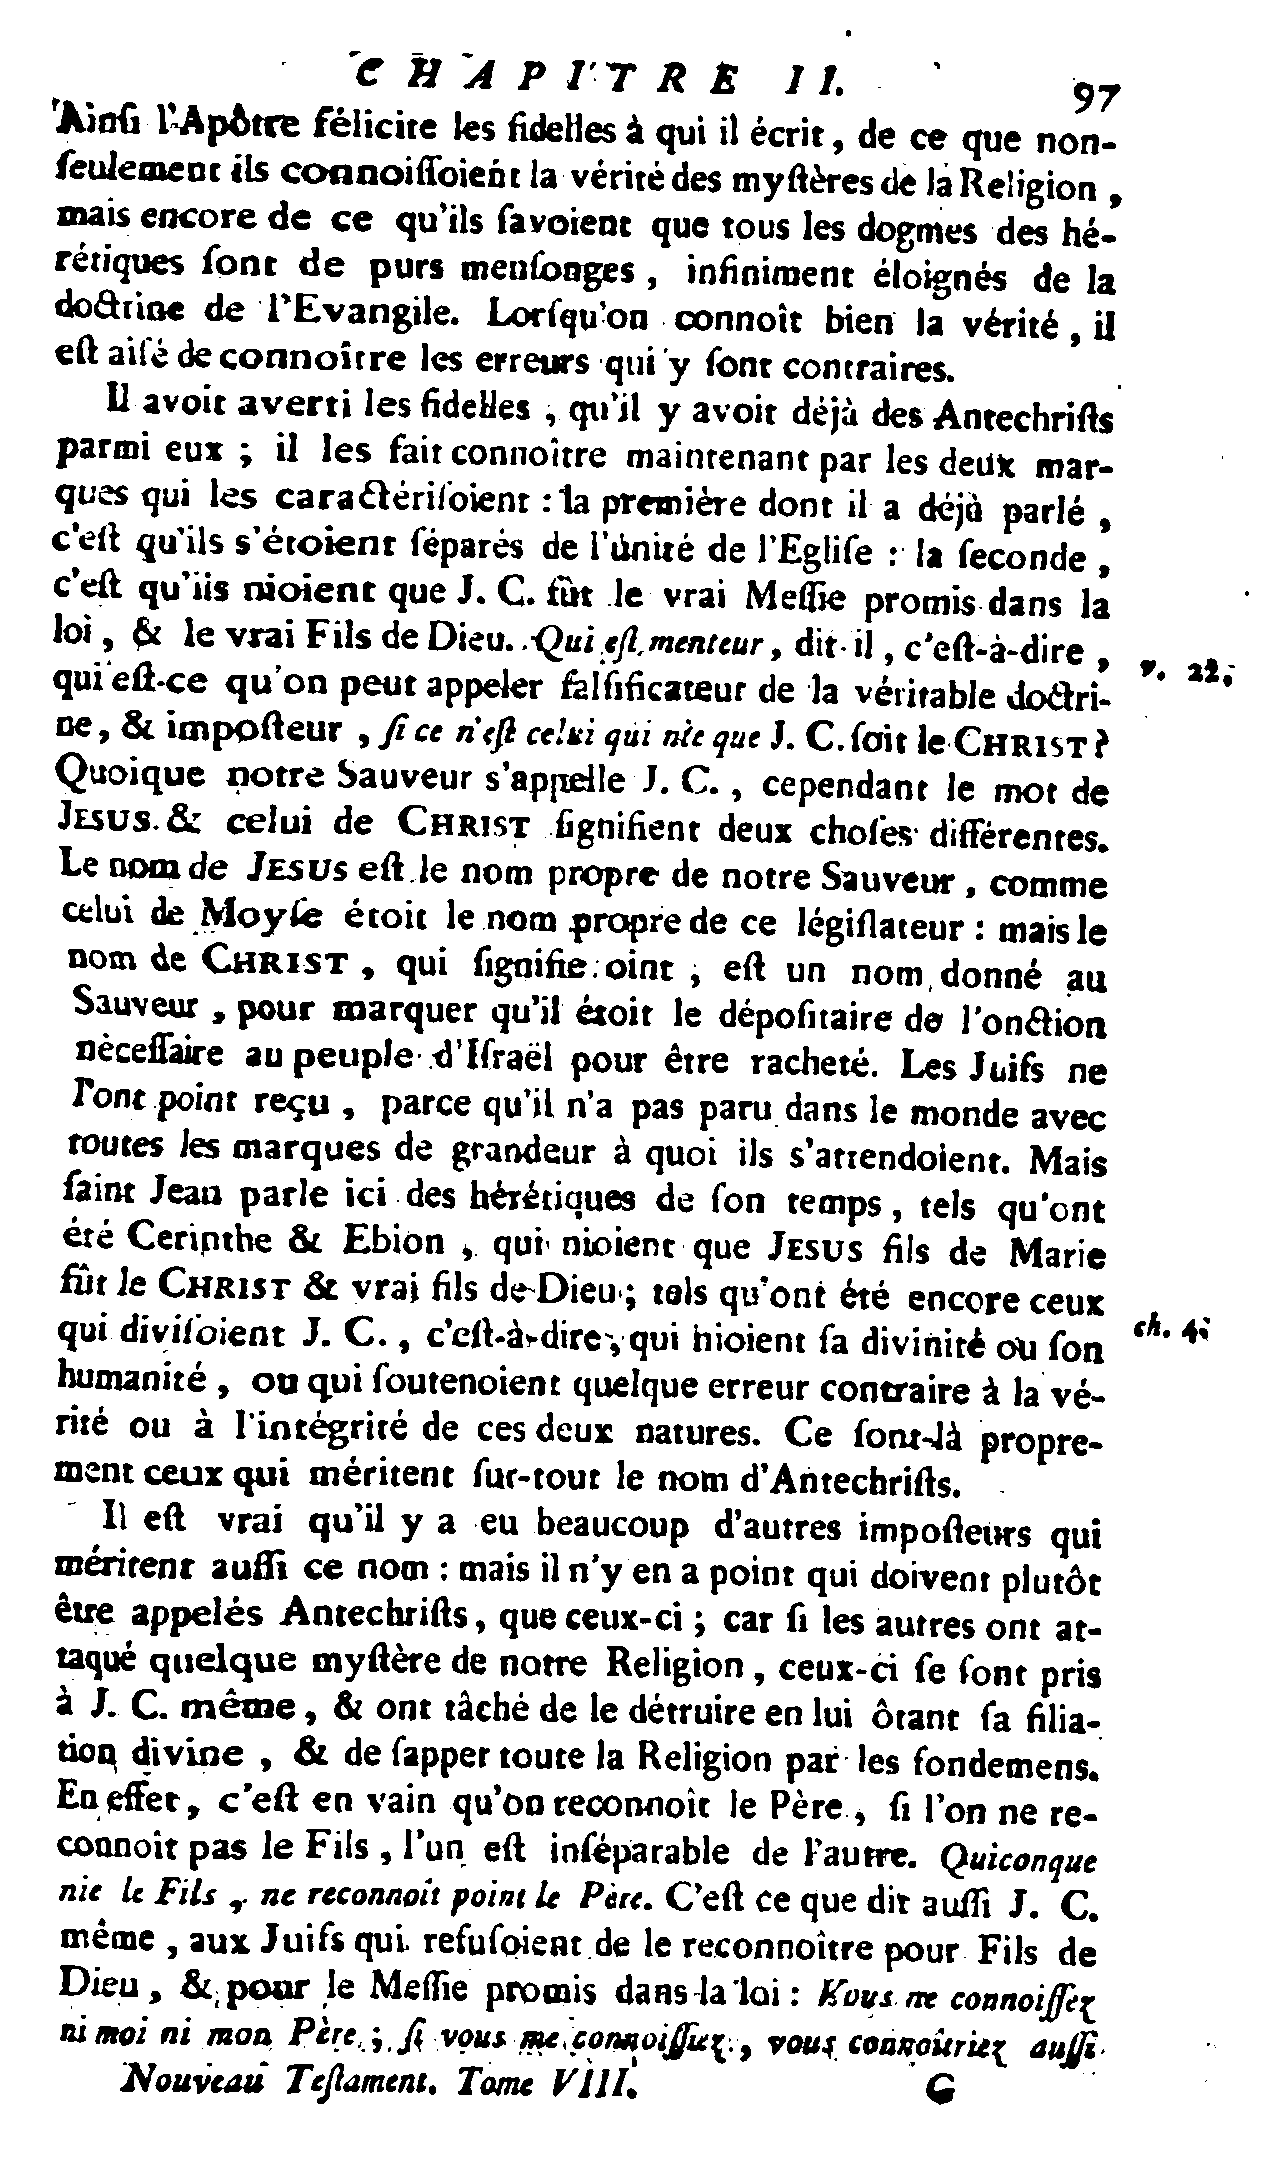 CHAPITRE II. 97
Ainſi l'Apôtre félicite les fidelles à qui il écrit, de ce que non-
ſeulement ils connoiſſoient la vérité des myſtères de la Religion,
mais encore de ce qu'ils ſavoient que tous les dogmes des hé-
rétiques ſont de purs menſonges, infiniment éloignés de la
doctrine de l'Evangile. Lorſqu'on connoît bien la vérité, il
eſt aiſé de connoître les erreurs qui y ſont contraires.
Il avoit averti les fidelles, qu'il y avoit déjà des Antechriſts
parmi eux; il les fait connoître maintenant par les deux mar-
ques qui les caractériſoient: la première dont il a déjà parlé,
c'eſt qu'ils s'étoient ſéparés de l'unité de l'Egliſe: la ſeconde,
c'eſt qu'ils nioient que J. C. fût le vrai Meſſie promis dans la
loi, & le vrai Fils de Dieu. Qui eſt menteur, dit-il, c'eſt-à-dire,
v. 22.
qui eſt-ce qu'on peut appeler falſificateur de la véritable doctri-
ne, & impoſteur, ſi ce n'eſt celui qui nie que J. C. ſoit le CHRIST?
Quoique notre Sauveur s'appelle J. C., cependant le mot de
JESUS & celui de CHRIST ſignifient deux choſes différentes.
Le nom de JESUS eſt le nom propre de notre Sauveur, comme
celui de Moyſe étoit le nom propre de ce légiſlateur: mais le
nom de CHRIST, qui ſignifie oint, eſt un nom donné au
Sauveur, pour marquer qu'il étoit le dépoſitaire de l'onction
nèceſſaire au peuple d'Iſraël pour être racheté. Les Juifs ne
l'ont point reçu, parce qu'il n'a pas paru dans le monde avec
toutes les marques de grandeur à quoi ils s'attendoient. Mais
ſaint Jean parle ici des hérétiques de ſon temps, tels qu'ont
été Cerinthe & Ebion, qui nioient que JESUS fils de Marie
fût le CHRIST & vrai fils de Dieu; tels qu'ont été encore ceux
qui diviſoient J. C., c'eſt-à-dire, qui nioient ſa divinité ou ſon
ch. 4.
humanité, ou qui ſoutenoient quelque erreur contraire à la vé-
rité ou à l'intégrité de ces deux natures. Ce ſont-là propre-
ment ceux qui méritent ſur-tout le nom d'Antechriſts.
Il eſt vrai qu'il y a eu beaucoup d'autres impoſteurs qui
méritent auſſi ce nom: mais il n'y en a point qui doivent plutôt
être appelés Antechriſts, que ceux-ci; car ſi les autres ont at-
taqué quelque myſtère de notre Religion, ceux-ci ſe ſont pris
à J. C. même, & ont tâché de le détruire en lui ôtant ſa filia-
tion divine, & de ſapper toute la Religion par les fondemens.
En effet, c'eſt en vain qu'on reconnoît le Père, ſi l'on ne re-
connoît pas le Fils, l'un eſt inſéparable de l'autre. Quiconque
nie le Fils, ne reconnoît point le Père. C'eſt ce que dit auſſi J. C.
même, aux Juifs qui refuſoient de le reconnoître pour Fils de
Dieu, & pour le Meſſie promis dans la loi: Vous ne connoiſſez
ni moi ni mon Père; ſi vous me connoiſſiez, vous connoîtriez auſſi
Nouveau Teſtament. Tome VIII. G